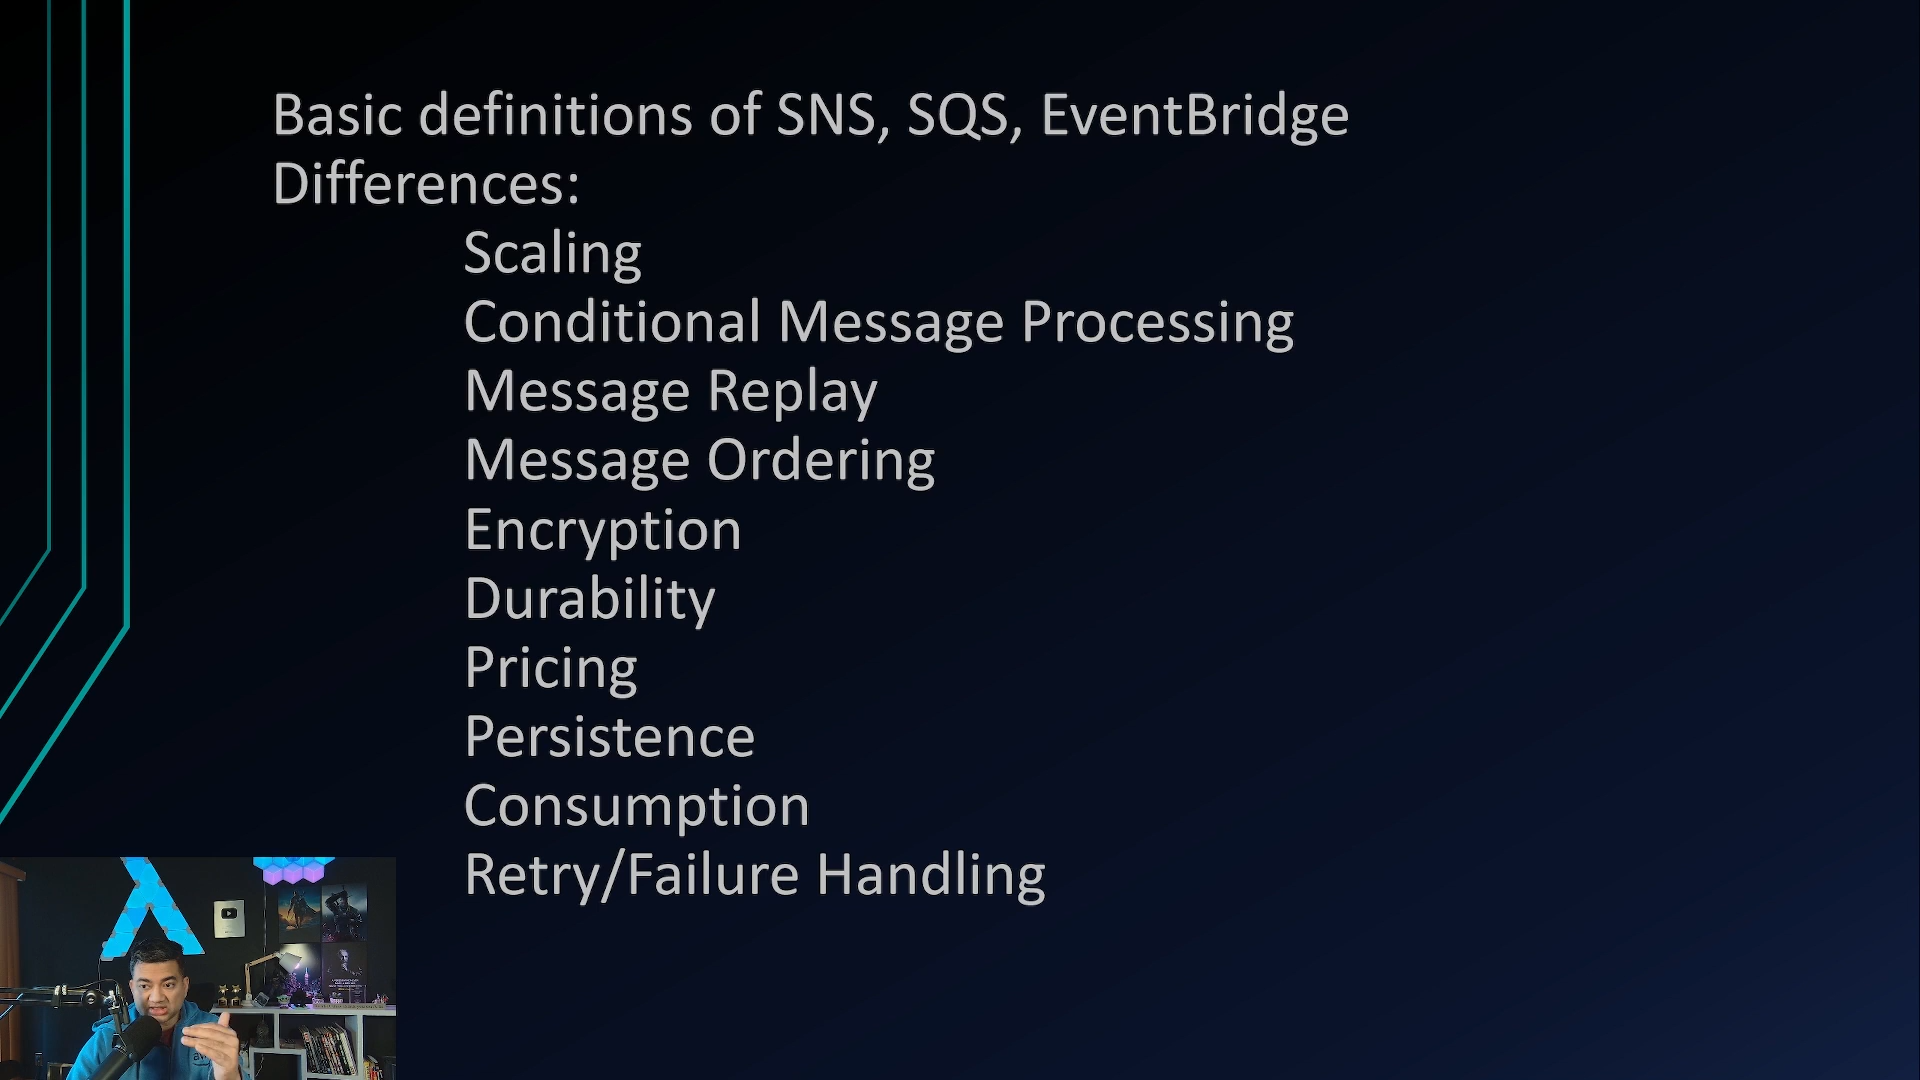 Basic definitions of SNS, SQS, EventBridge
Differences:
Scaling
Conditional Message Processing
Message Replay
Message Ordering
Encryption
Durability
Pricing
Persistence
Consumption
Retry/Failure Handling